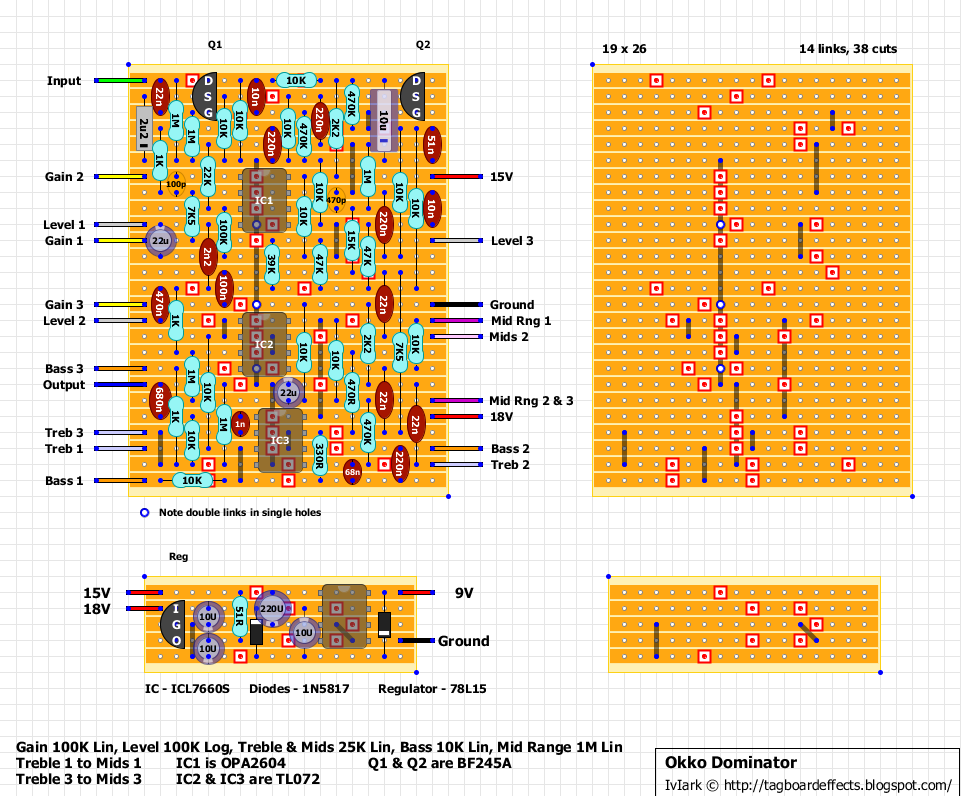 Q1
Q2
19 x 26
14 links, 38 cuts
Input
22n
D
S
G
10n
10K
470K
10u
D
S
G
2u2
1M
1M
10K
10K
220n
10K
470K
220n
2K2
51n
1K
22K
100p
1M
Gain 2
15V
IC1
10K
470p
10K
10K
10n
7K5
100K
10K
220n
Level 1
Gain 1
22u
15K
47K
Level 3
2n2
39K
47K
100n
Gain 3
470n
22n
Ground
Level 2
1K
Mid Rng 1
IC2
10K
2K2
7K5
10K
Mids 2
10K
Bass 3
1M
Output
10K
22u
470R
680n
1K
22n
Mid Rng 2 & 3
1M
1n
470K
22n
18V
Treb 3
10K
IC3
Treb 1
330R
220n
Bass 2
68n
Treb 2
Bass 1
10K
Note double links in single holes
Reg
15V
9V
18V
I
G
O
10U
51R
220U
10U
10U
Ground
IC - ICL7660S
Diodes - 1N5817
Regulator - 78L15
Gain 100K Lin, Level 100K Log, Treble & Mids 25K Lin, Bass 10K Lin, Mid Range 1M Lin
Treble 1 to Mids 1
IC1 is OPA2604
Q1 & Q2 are BF245A
Treble 3 to Mids 3
IC2 & IC3 are TL072
Okko Dominator
IvIark © http://tagboardeffects.blogspot.com/